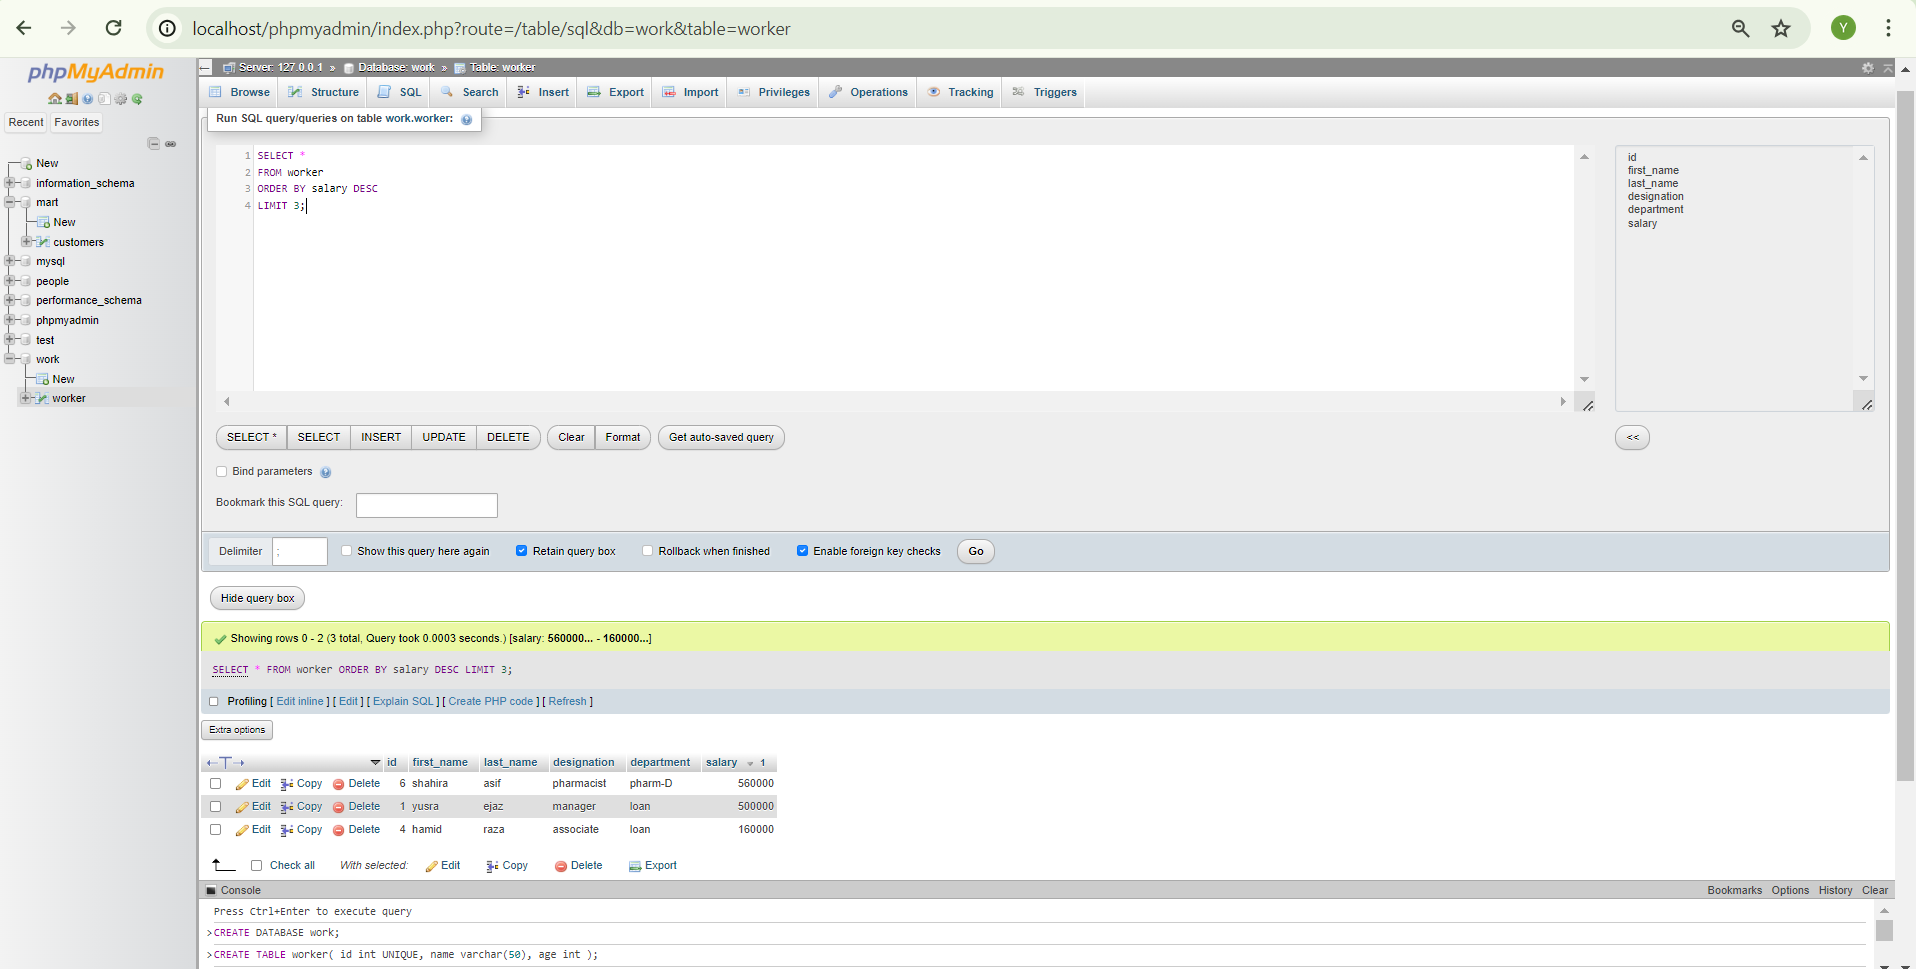 localhost/phpmyadmin/index.php?route=/table/sql&db=work&table=worker
Y
phpMyAdmin
Recent Favorites
New
information_schema
mart
New
customers
mysql
people
performance_schema
phpmyadmin
test
work
New
worker
Server: 127.0.0.1 » Database: work » Table: worker
Browse Structure SQL Search Insert Export Import Privileges Operations Tracking Triggers
Run SQL query/queries on table work.worker:
1 SELECT *
2 FROM worker
3 ORDER BY salary DESC
4 LIMIT 3;
id
first_name
last_name
designation
department
salary
SELECT * SELECT INSERT UPDATE DELETE Clear Format Get auto-saved query <<
Bind parameters
Bookmark this SQL query:
Delimiter ; Show this query here again Retain query box Rollback when finished Enable foreign key checks Go
Hide query box
Showing rows 0 - 2 (3 total, Query took 0.0003 seconds.) [salary: 560000... - 160000...]
SELECT * FROM worker ORDER BY salary DESC LIMIT 3;
Profiling [ Edit inline ] [ Edit ] [ Explain SQL ] [ Create PHP code ] [ Refresh ]
Extra options
id first_name last_name designation department salary 1
Edit Copy Delete 6 shahira asif pharmacist pharm-D 560000
Edit Copy Delete 1 yusra ejaz manager loan 500000
Edit Copy Delete 4 hamid raza associate loan 160000
Check all With selected: Edit Copy Delete Export
Console Bookmarks Options History Clear
Press Ctrl+Enter to execute query
>CREATE DATABASE work;
>CREATE TABLE worker( id int UNIQUE, name varchar(50), age int );